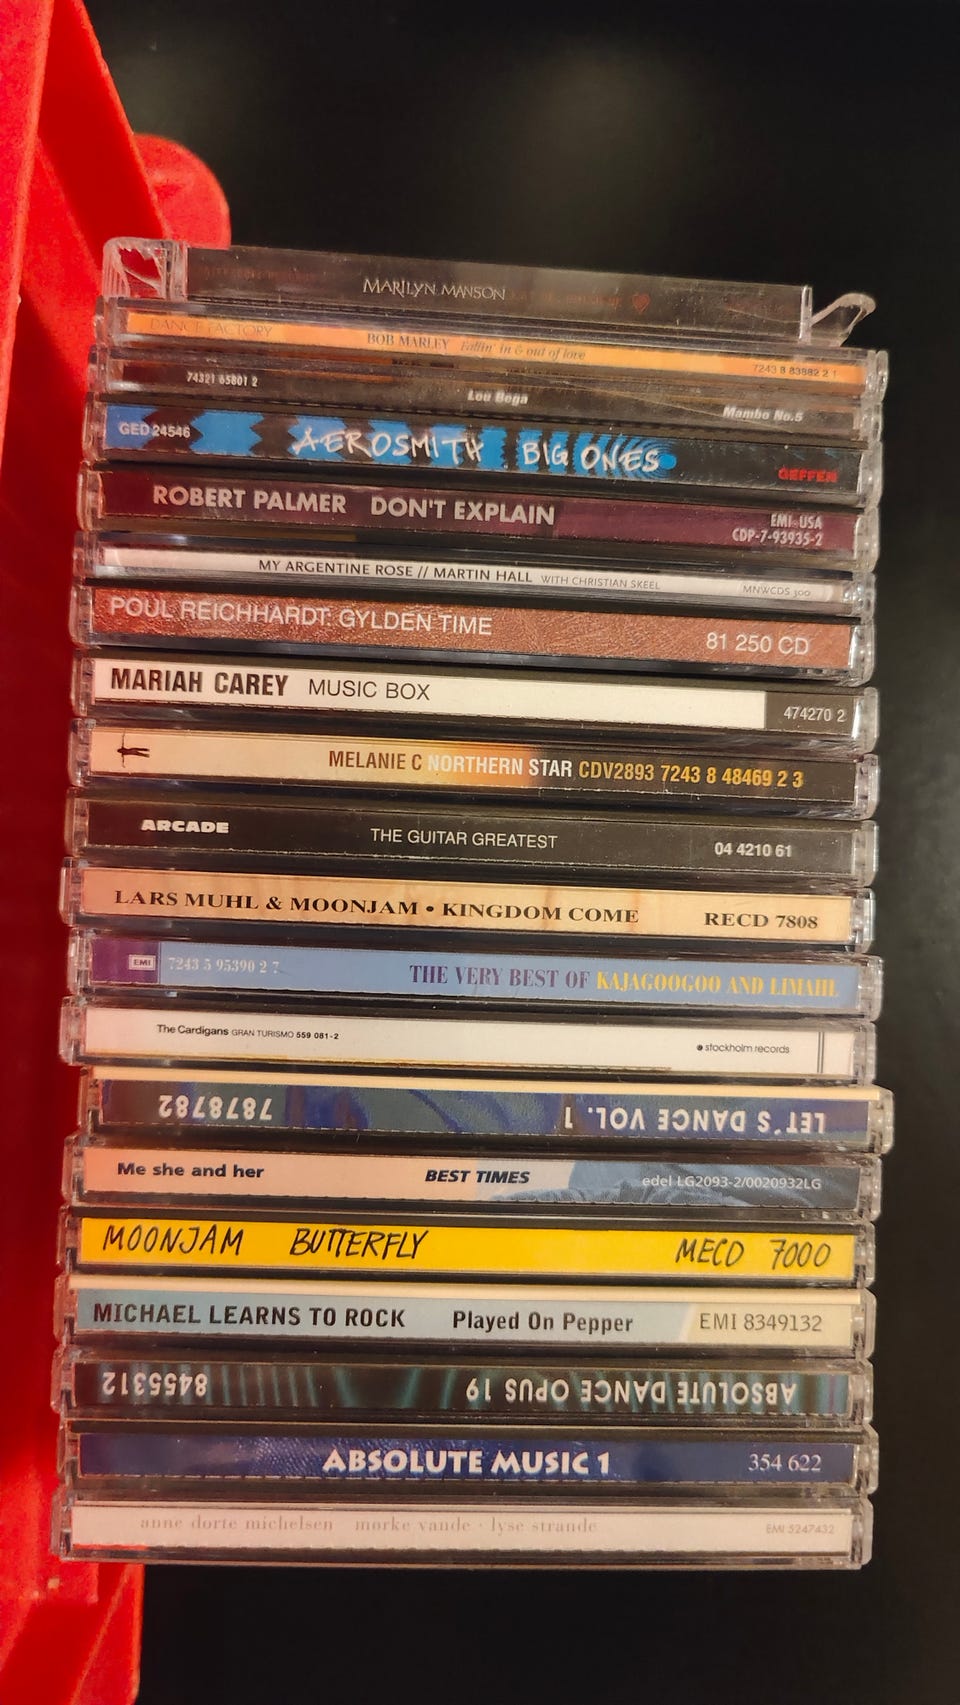 MARILYN MANSON
DANCE FACTORY BOB MARLEY Fallin' in & out of love 7243 8 83882 2 1
74321 65801 2 Lou Bega Mambo No.5
GED 24546 AEROSMITH BIG ONES GEFFEN
ROBERT PALMER DON'T EXPLAIN EMI-USA
CDP-7-93935-2
MY ARGENTINE ROSE // MARTIN HALL WITH CHRISTIAN SKEEL MNWCDS 300
POUL REICHHARDT: GYLDEN TIME 81 250 CD
MARIAH CAREY MUSIC BOX 474270 2
MELANIE C NORTHERN STAR CDV2893 7243 8 48469 2 3
ARCADE THE GUITAR GREATEST 04 4210 61
LARS MUHL & MOONJAM • KINGDOM COME RECD 7808
EMI 7243 5 95390 2 7 THE VERY BEST OF KAJAGOOGOO AND LIMAHL
The Cardigans GRAN TURISMO 559 081-2 stockholm records
LET'S DANCE VOL. 1 7878782
Me she and her BEST TIMES edel LG2093-2/0020932LG
MOONJAM BUTTERFLY MECD 7000
MICHAEL LEARNS TO ROCK Played On Pepper EMI 8349132
ABSOLUTE DANCE OPUS 19 8455312
ABSOLUTE MUSIC 1 354 622
anne dorte michelsen mørke vande · lyse strande EMI 5247432